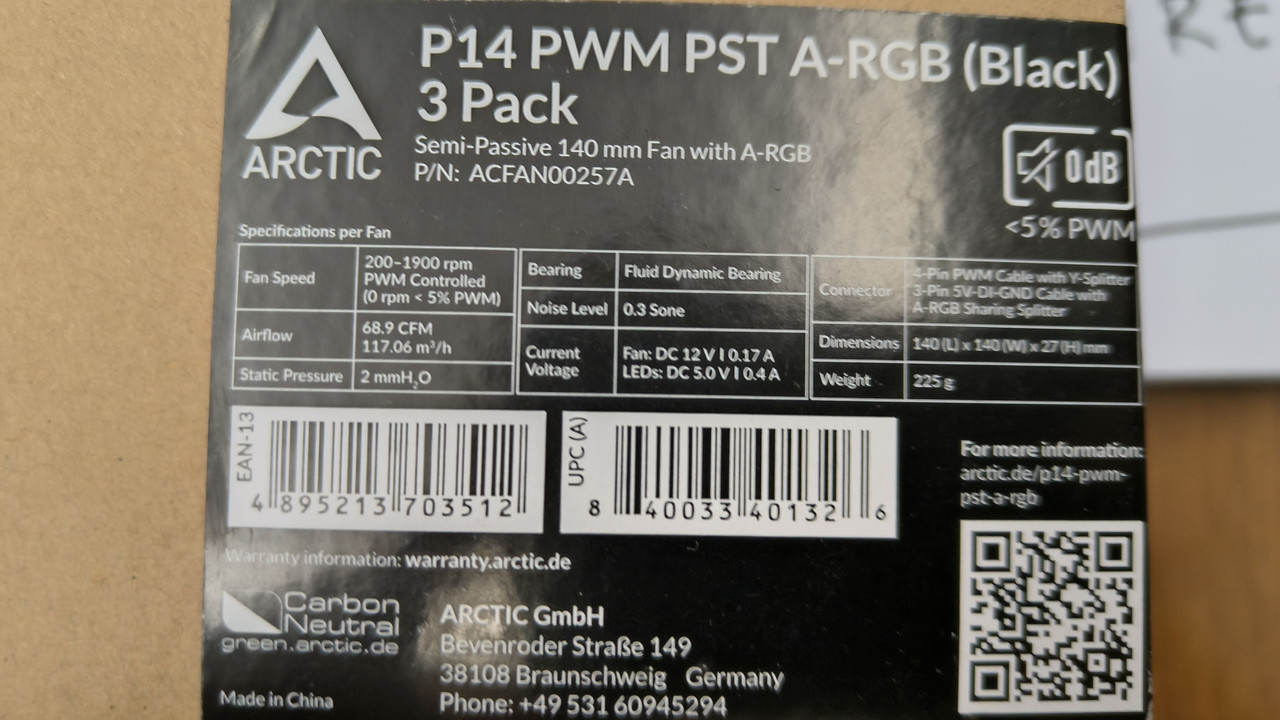 RE
P14 PWM PST A-RGB (Black)
3 Pack
Semi-Passive 140 mm Fan with A-RGB
P/N: ACFAN00257A
ARCTIC
0dB
<5% PWM
Specifications per Fan
Fan Speed
200–1900 rpm
PWM Controlled
(0 rpm < 5% PWM)
Airflow
68.9 CFM
117.06 m³/h
Static Pressure
2 mmH₂O
Bearing
Fluid Dynamic Bearing
Noise Level
0.3 Sone
Current
Voltage
Fan: DC 12 V I 0.17 A
LEDs: DC 5.0 V I 0.4 A
Connector
4-Pin PWM Cable with Y-Splitter
3-Pin 5V-DI-GND Cable with
A-RGB Sharing Splitter
Dimensions
140 (L) x 140 (W) x 27 (H) mm
Weight
225 g
EAN-13
4 895213 703512
UPC (A)
8 40033 40132 6
For more information:
arctic.de/p14-pwm-
pst-a-rgb
Warranty information: warranty.arctic.de
Carbon
Neutral
green.arctic.de
Made in China
ARCTIC GmbH
Bevenroder Straße 149
38108 Braunschweig Germany
Phone: +49 531 60945294